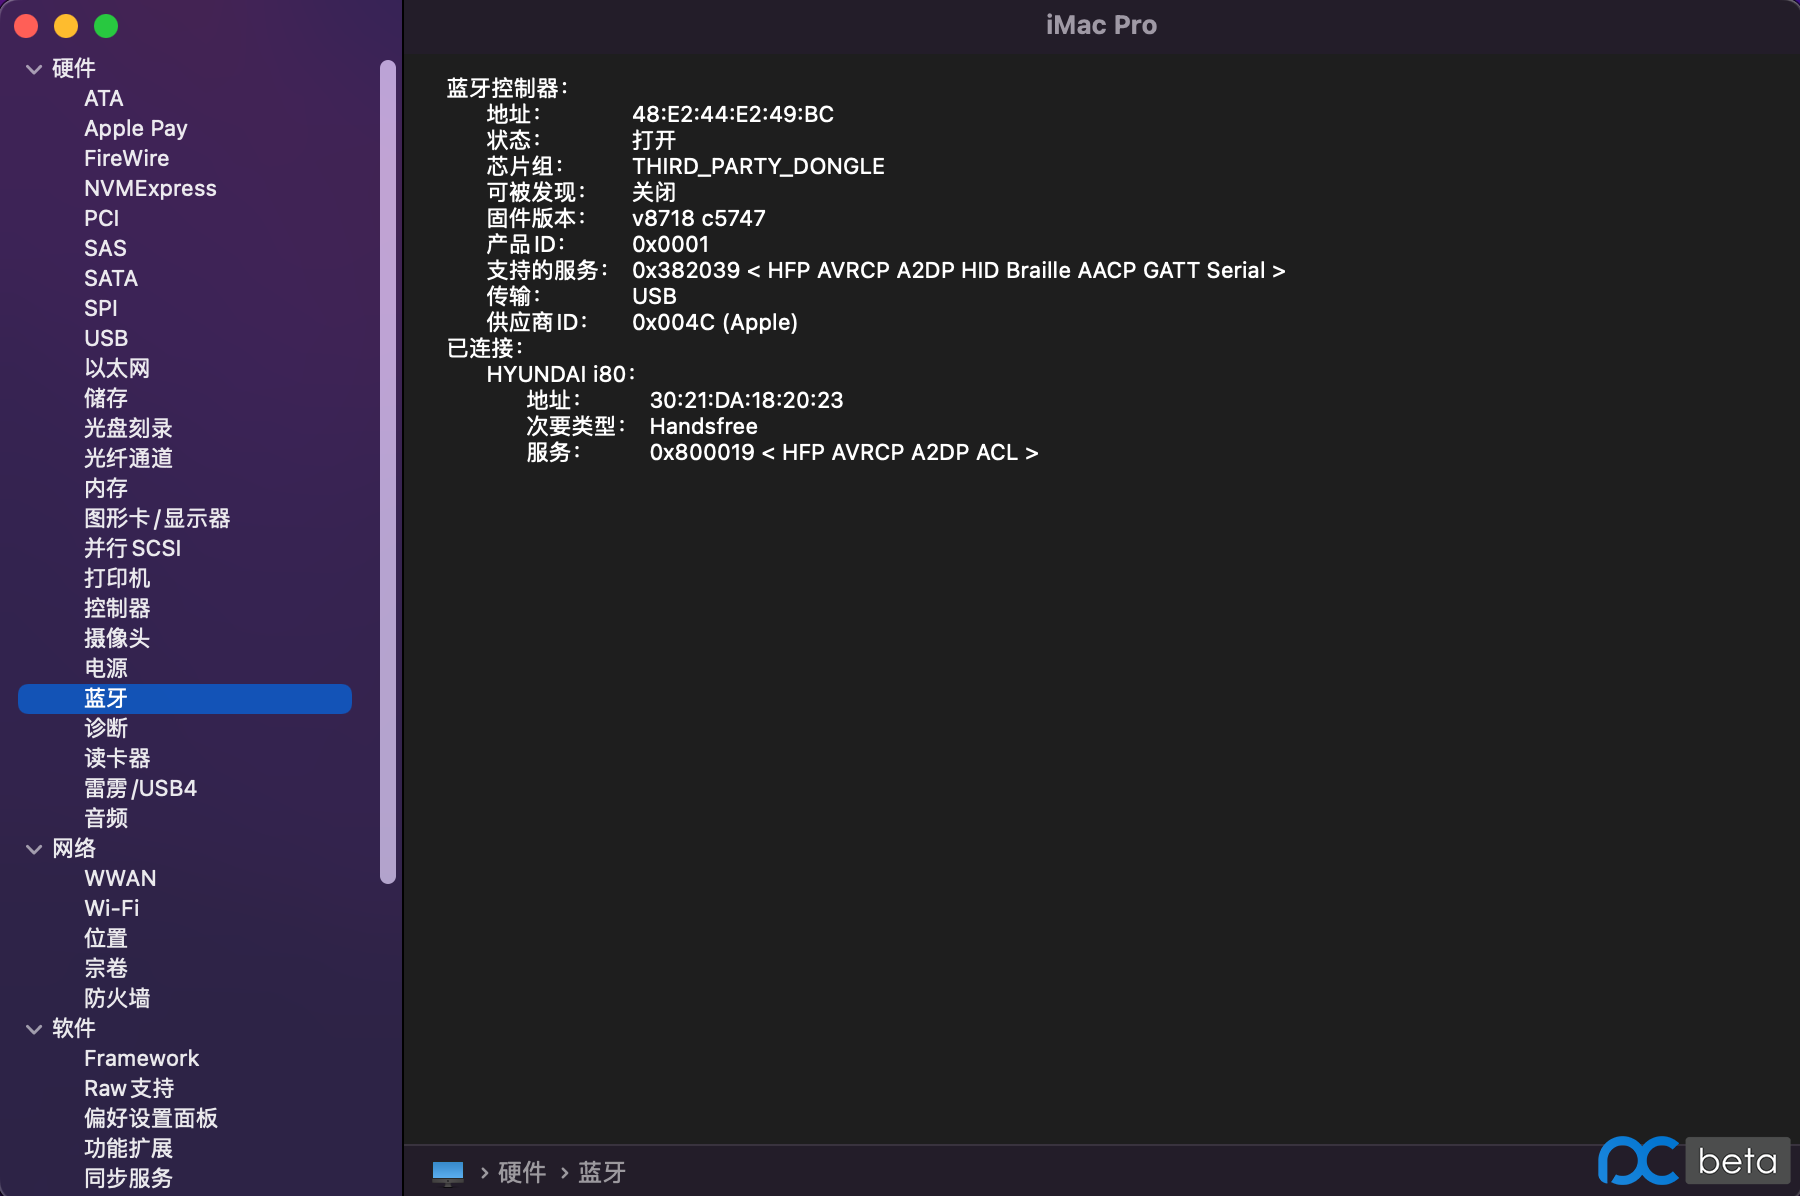 iMac Pro
硬件
ATA
Apple Pay
FireWire
NVMExpress
PCI
SAS
SATA
SPI
USB
以太网
储存
光盘刻录
光纤通道
内存
图形卡/显示器
并行SCSI
打印机
控制器
摄像头
电源
蓝牙
诊断
读卡器
雷雳/USB4
音频
网络
WWAN
Wi-Fi
位置
宗卷
防火墙
软件
Framework
Raw支持
偏好设置面板
功能扩展
同步服务
蓝牙控制器：
地址： 48:E2:44:E2:49:BC
状态： 打开
芯片组： THIRD_PARTY_DONGLE
可被发现： 关闭
固件版本： v8718 c5747
产品ID： 0x0001
支持的服务： 0x382039 < HFP AVRCP A2DP HID Braille AACP GATT Serial >
传输： USB
供应商ID： 0x004C (Apple)
已连接：
HYUNDAI i80：
地址： 30:21:DA:18:20:23
次要类型： Handsfree
服务： 0x800019 < HFP AVRCP A2DP ACL >
› 硬件 › 蓝牙
pc beta